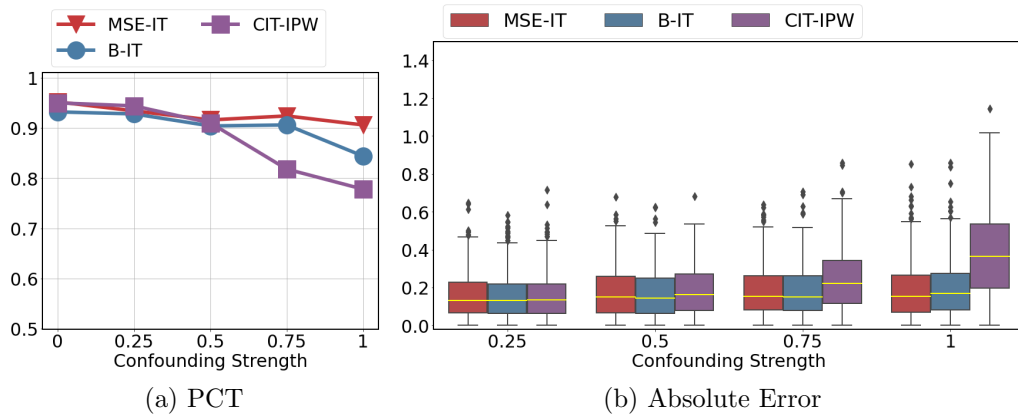 MSE-IT CIT-IPW
B-IT
1
0.9
0.8
0.7
0.6
0.5
0 0.25 0.5 0.75 1
Confounding Strength
(a) PCT
MSE-IT B-IT CIT-IPW
1.4
1.2
1.0
0.8
0.6
0.4
0.2
0.0
0.25 0.5 0.75 1
Confounding Strength
(b) Absolute Error